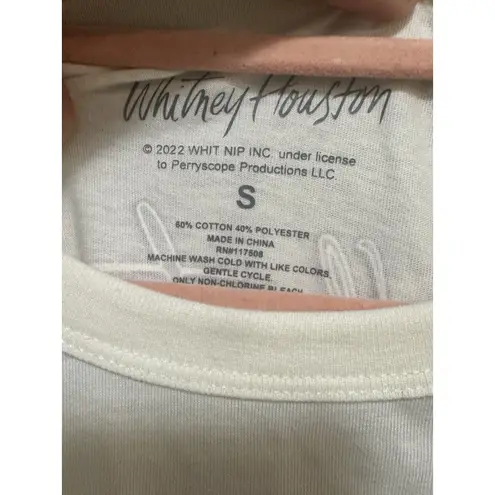 Whitney Houston
© 2022 WHIT NIP INC. under license
to Perryscope Productions LLC.
S
60% COTTON 40% POLYESTER
MADE IN CHINA
RN#117508
MACHINE WASH COLD WITH LIKE COLORS,
GENTLE CYCLE.
ONLY NON-CHLORINE BLEACH